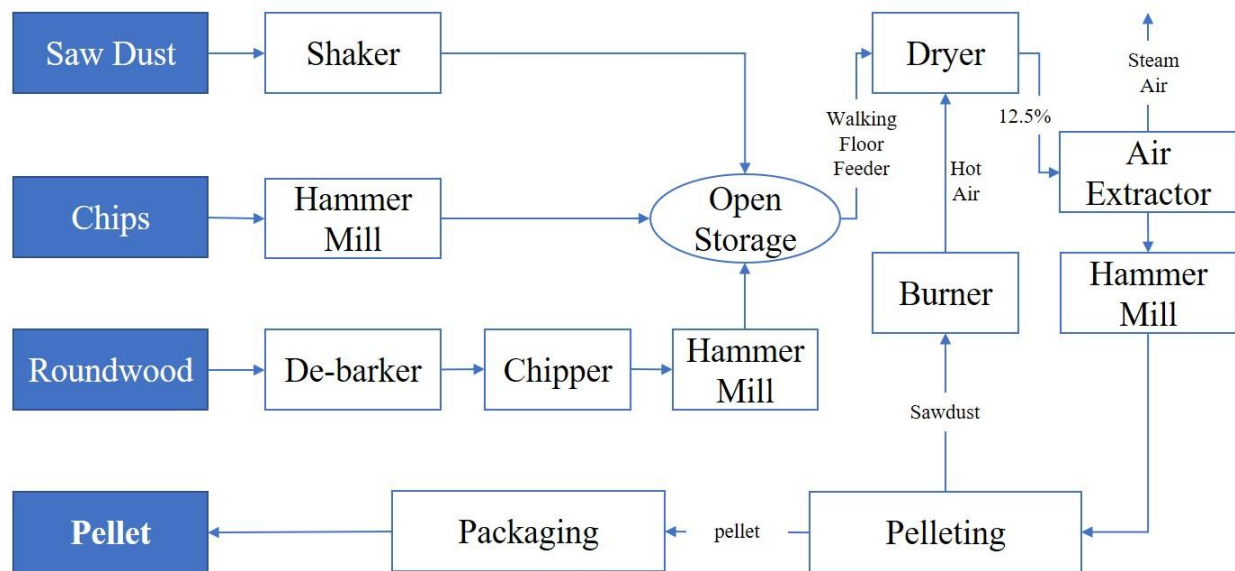 Saw Dust
Shaker
Dryer
Steam
Air
12.5%
Walking
Floor
Feeder
Air
Extractor
Chips
Hammer
Mill
Open
Storage
Hot
Air
Burner
Hammer
Mill
Roundwood
De-barker
Chipper
Hammer
Mill
Sawdust
Pellet
Packaging
pellet
Pelleting